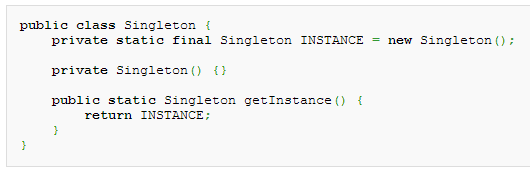 public class Singleton {
    private static final Singleton INSTANCE = new Singleton();

    private Singleton() {}

    public static Singleton getInstance() {
        return INSTANCE;
    }
}